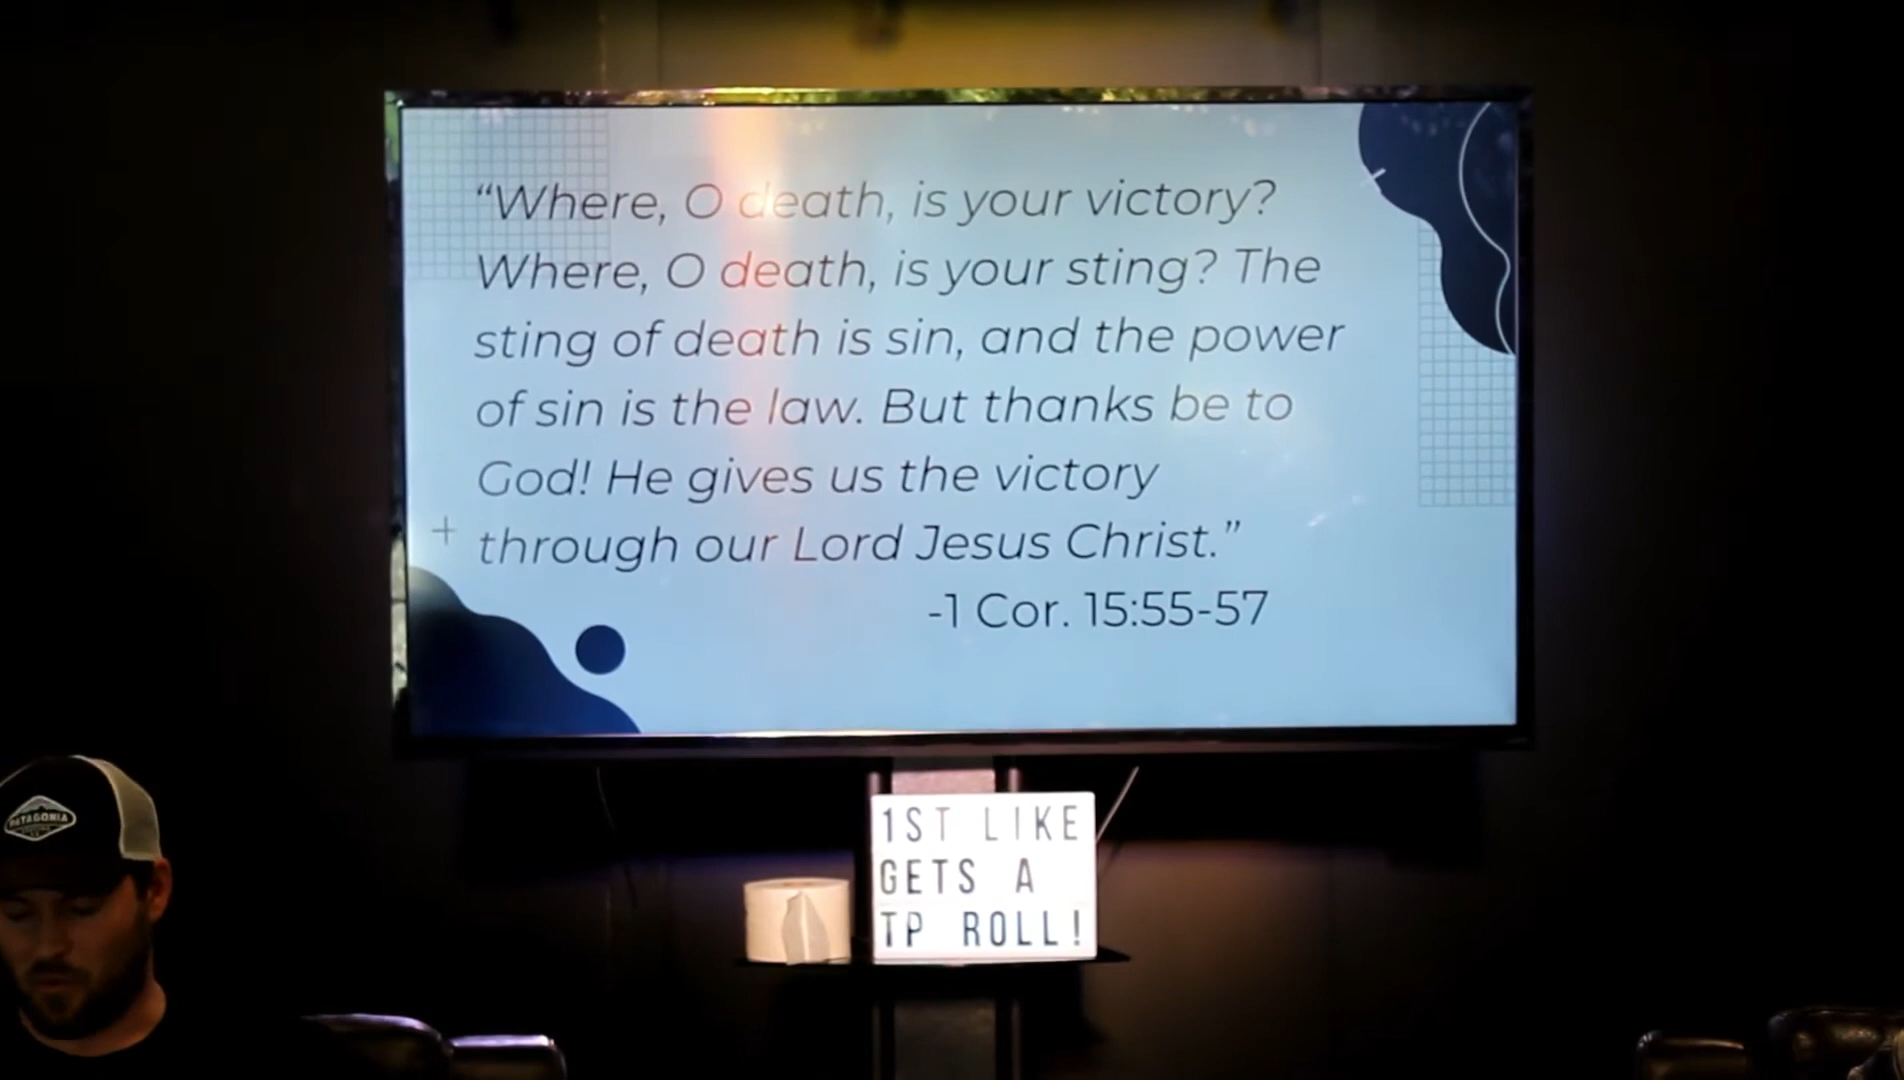 “Where, O death, is your victory?
Where, O death, is your sting? The
sting of death is sin, and the power
of sin is the law. But thanks be to
God! He gives us the victory
through our Lord Jesus Christ.”
-1 Cor. 15:55-57
1ST LIKE
GETS A
TP ROLL!
PATAGONIA